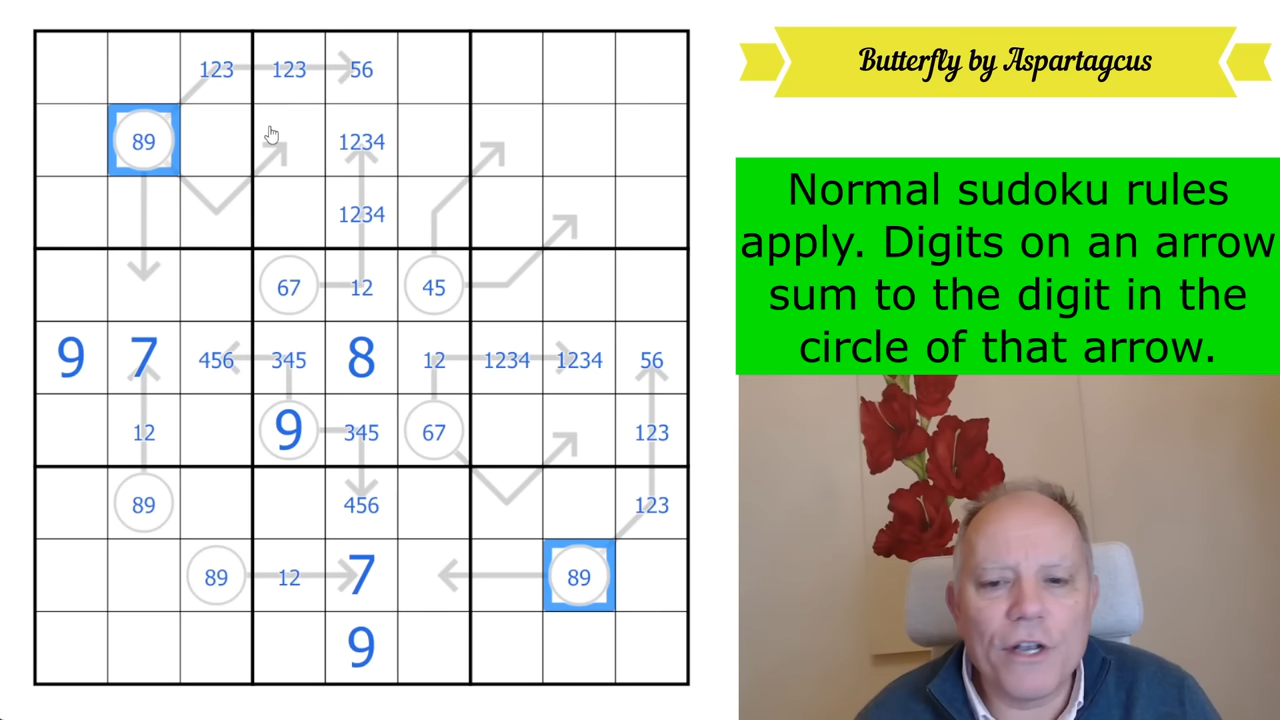 Butterfly by Aspartagcus
Normal sudoku rules
apply. Digits on an arrow
sum to the digit in the
circle of that arrow.
123 123 56
89 1234
1234
67 12 45
9 7 456 345 8 12 1234 1234 56
12 9 345 67 123
89 456 123
89 12 7 89
9